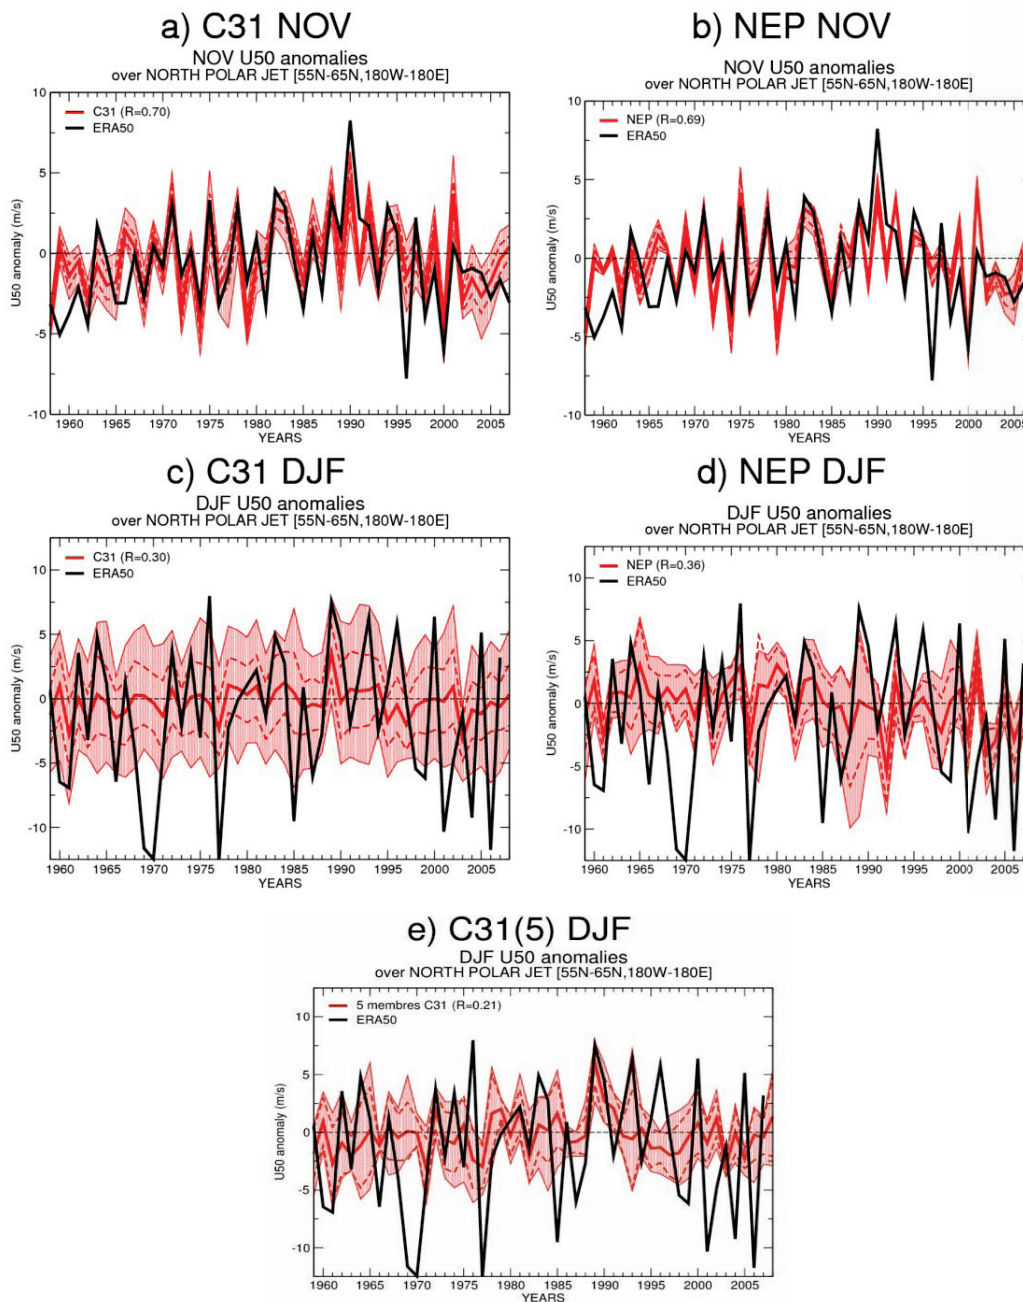 a) C31 NOV
NOV U50 anomalies
over NORTH POLAR JET [55N-65N,180W-180E]
10
5
0
-5
-10
U50 anomaly (m/s)
C31 (R=0.70)
ERA50
1960 1965 1970 1975 1980 1985 1990 1995 2000 2005
YEARS
b) NEP NOV
NOV U50 anomalies
over NORTH POLAR JET [55N-65N,180W-180E]
10
5
0
-5
-10
U50 anomaly (m/s)
NEP (R=0.69)
ERA50
1960 1965 1970 1975 1980 1985 1990 1995 2000 2005
YEARS
c) C31 DJF
DJF U50 anomalies
over NORTH POLAR JET [55N-65N,180W-180E]
10
5
0
-5
-10
U50 anomaly (m/s)
C31 (R=0.30)
ERA50
1960 1965 1970 1975 1980 1985 1990 1995 2000 2005
YEARS
d) NEP DJF
DJF U50 anomalies
over NORTH POLAR JET [55N-65N,180W-180E]
10
5
0
-5
-10
U50 anomaly (m/s)
NEP (R=0.36)
ERA50
1960 1965 1970 1975 1980 1985 1990 1995 2000 2005
YEARS
e) C31(5) DJF
DJF U50 anomalies
over NORTH POLAR JET [55N-65N,180W-180E]
10
5
0
-5
-10
U50 anomaly (m/s)
5 membres C31 (R=0.21)
ERA50
1960 1965 1970 1975 1980 1985 1990 1995 2000 2005
YEARS